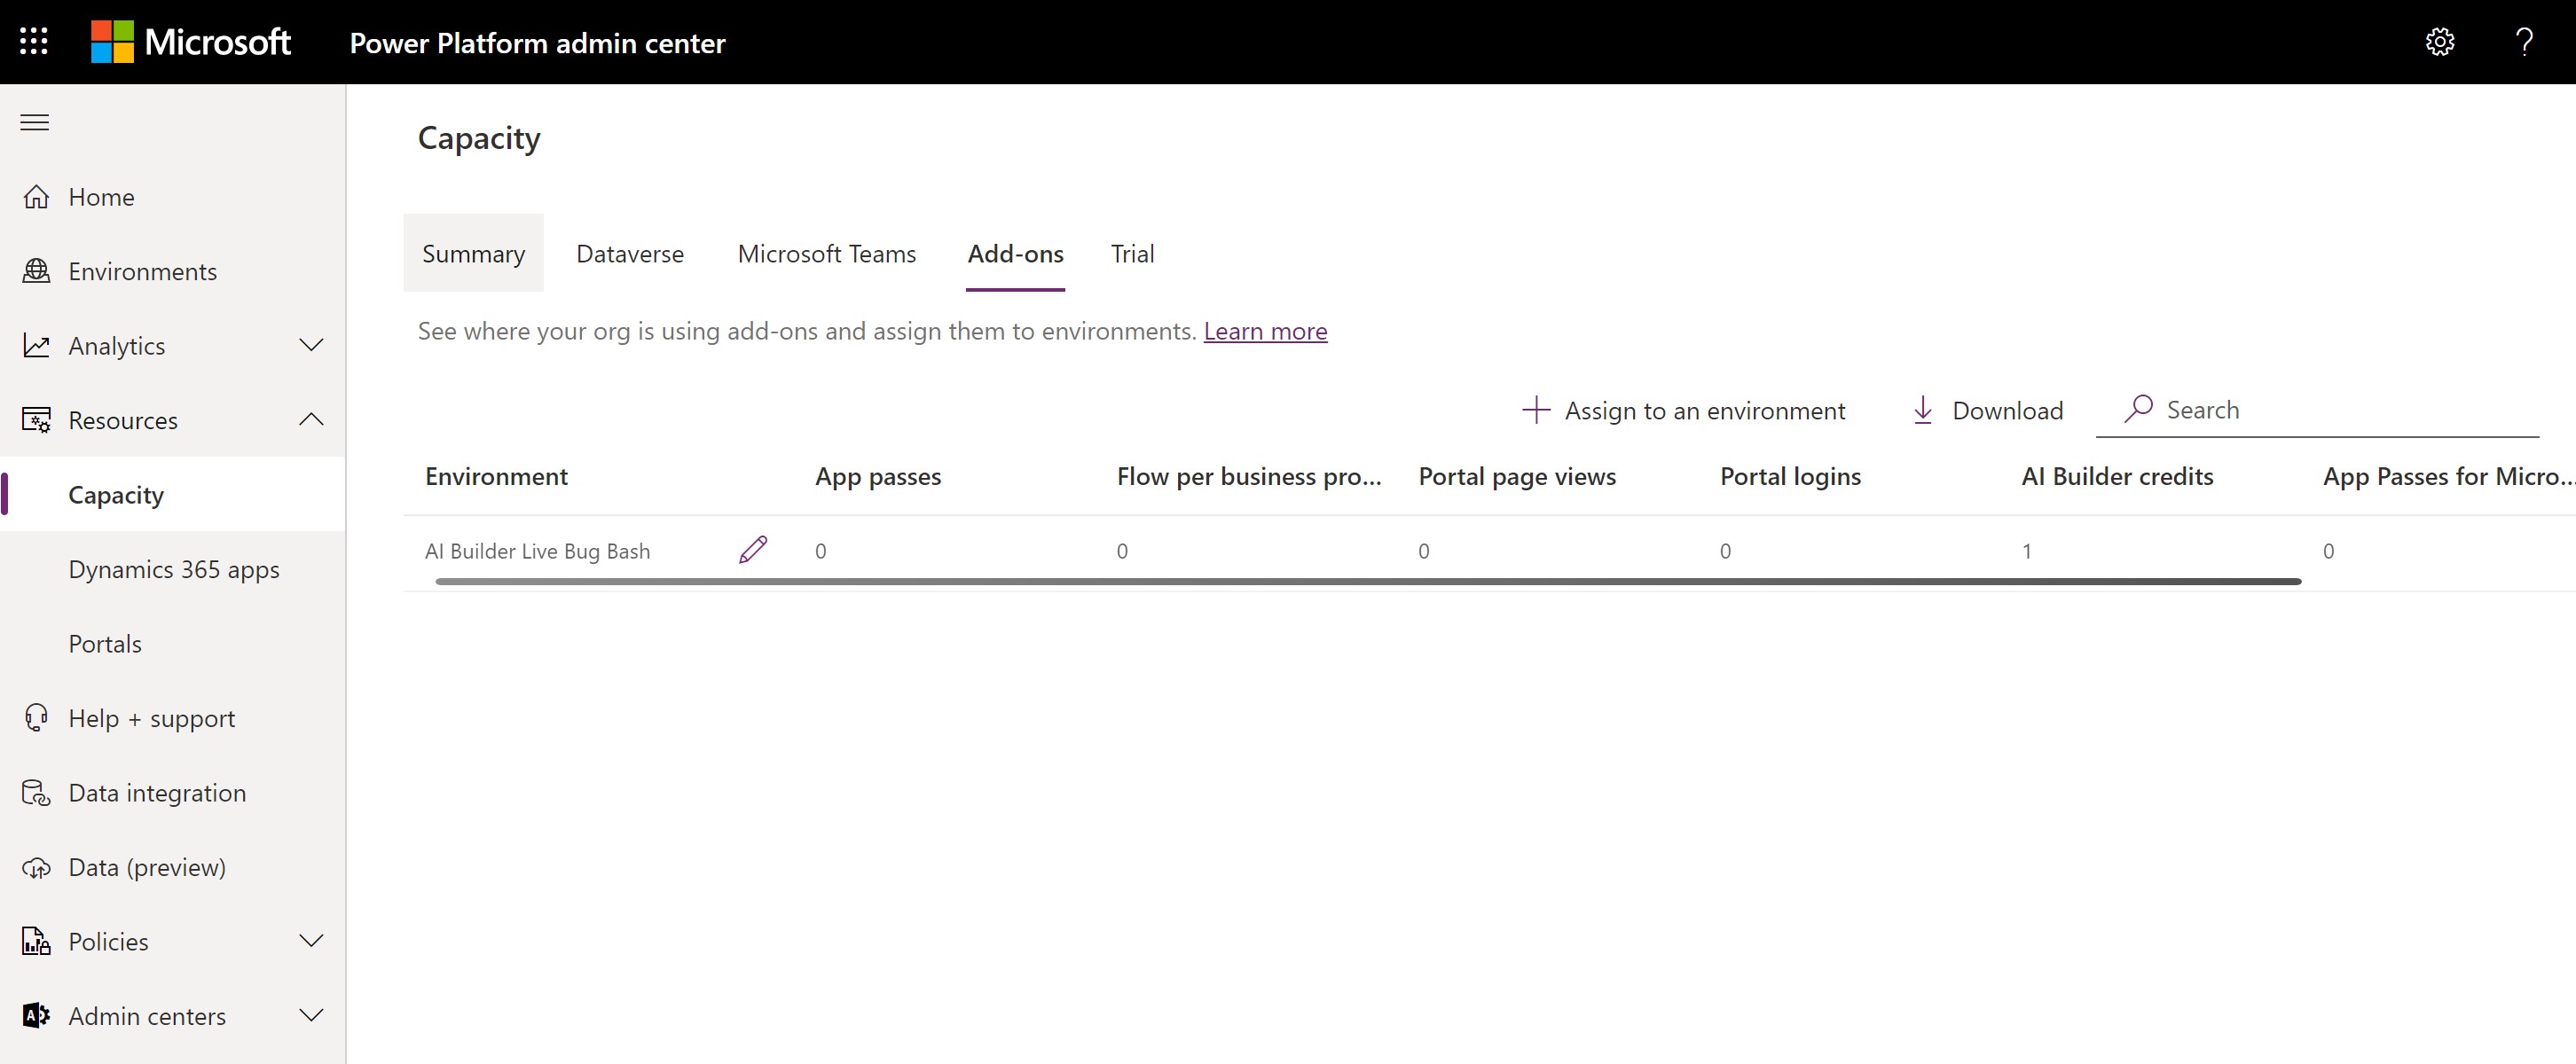 Microsoft Power Platform admin center
Home
Environments
Analytics
Resources
Capacity
Dynamics 365 apps
Portals
Help + support
Data integration
Data (preview)
Policies
Admin centers
Capacity
Summary Dataverse Microsoft Teams Add-ons Trial
See where your org is using add-ons and assign them to environments. Learn more
Assign to an environment Download Search
Environment App passes Flow per business pro... Portal page views Portal logins AI Builder credits App Passes for Micro...
AI Builder Live Bug Bash 0 0 0 0 1 0